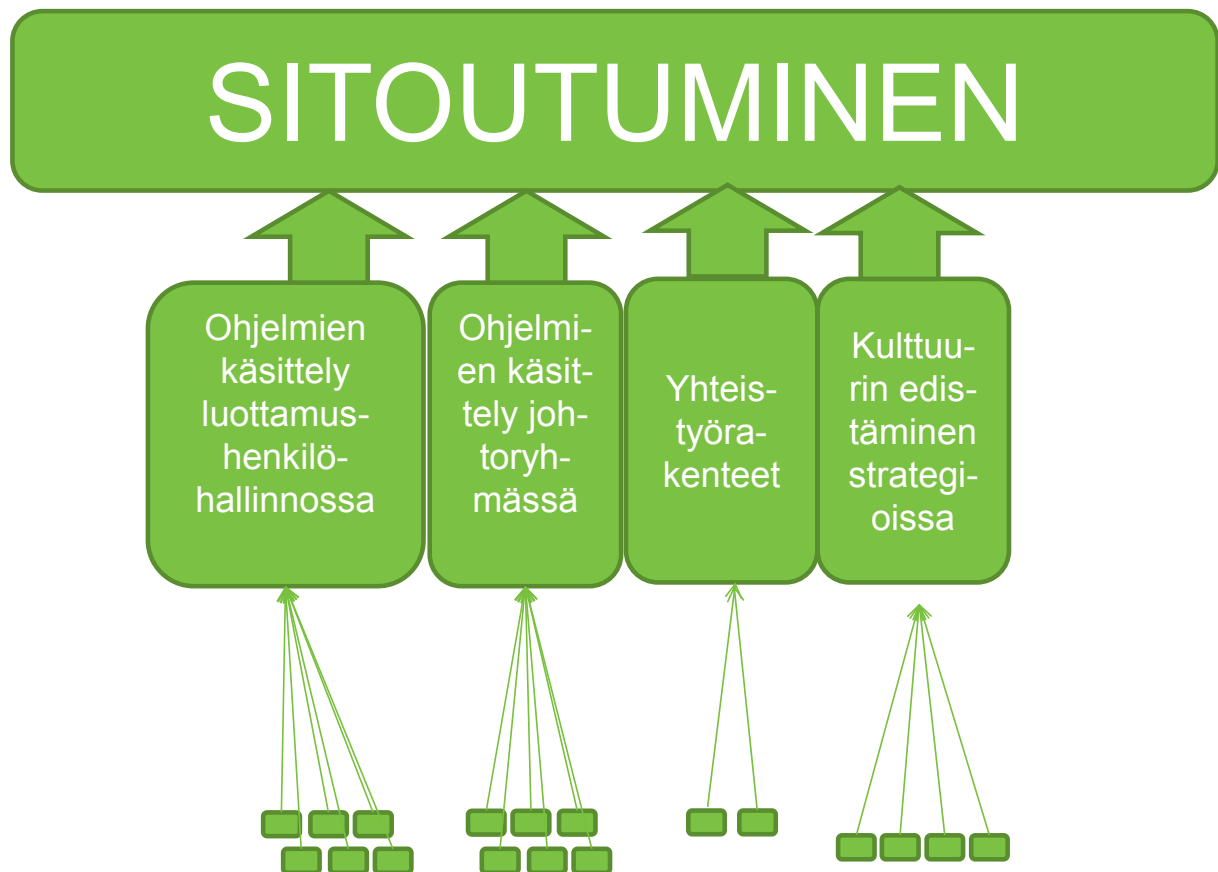 SITOUTUMINEN
Ohjelmien
käsittely
luottamus-
henkilö-
hallinnossa
Ohjelmi-
en käsit-
tely joh-
toryh-
mässä
Yhteis-
työra-
kenteet
Kulttuu-
rin edis-
täminen
strategi-
oissa